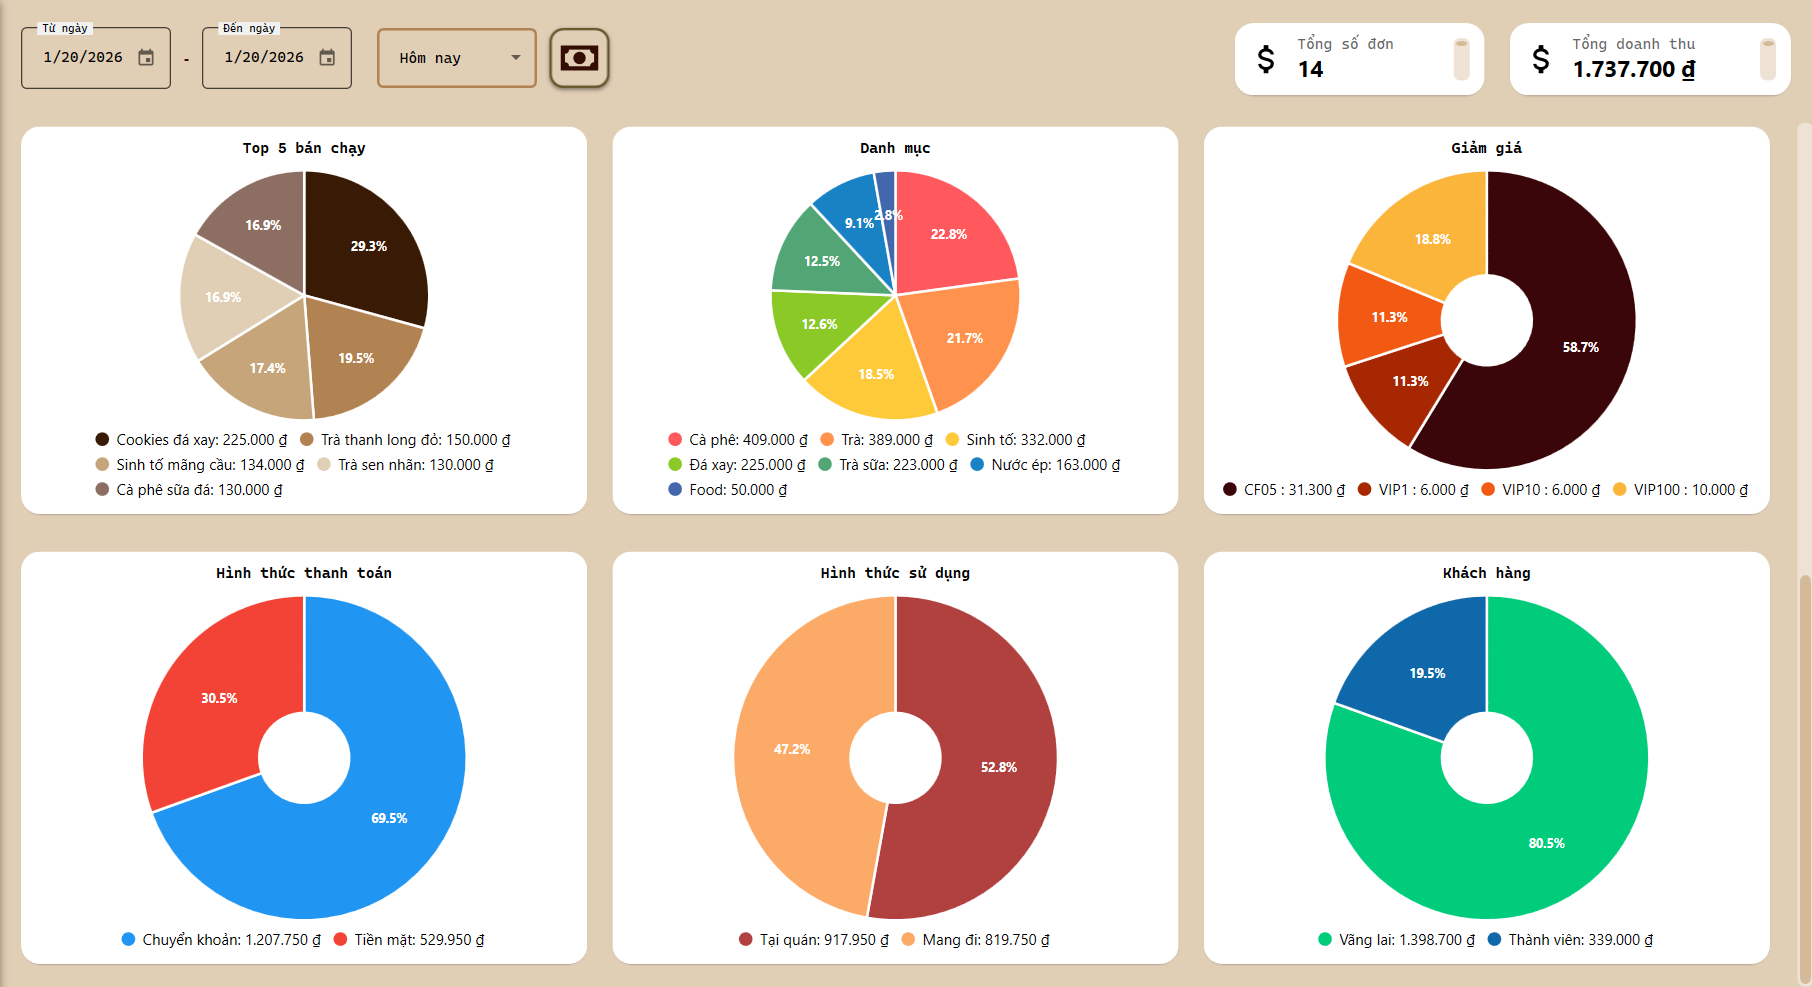 Từ ngày
1/20/2026
-
Đến ngày
1/20/2026
Hôm nay
Tổng số đơn
14
Tổng doanh thu
1.737.700 ₫
Top 5 bán chạy
29.3%
19.5%
17.4%
16.9%
16.9%
Cookies đá xay: 225.000 ₫ Trà thanh long đỏ: 150.000 ₫
Sinh tố mãng cầu: 134.000 ₫ Trà sen nhãn: 130.000 ₫
Cà phê sữa đá: 130.000 ₫
Danh mục
22.8%
21.7%
18.5%
12.6%
12.5%
9.1%
2.8%
Cà phê: 409.000 ₫ Trà: 389.000 ₫ Sinh tố: 332.000 ₫
Đá xay: 225.000 ₫ Trà sữa: 223.000 ₫ Nước ép: 163.000 ₫
Food: 50.000 ₫
Giảm giá
58.7%
11.3%
11.3%
18.8%
CF05 : 31.300 ₫ VIP1 : 6.000 ₫ VIP10 : 6.000 ₫ VIP100 : 10.000 ₫
Hình thức thanh toán
69.5%
30.5%
Chuyển khoản: 1.207.750 ₫ Tiền mặt: 529.950 ₫
Hình thức sử dụng
52.8%
47.2%
Tại quán: 917.950 ₫ Mang đi: 819.750 ₫
Khách hàng
80.5%
19.5%
Vãng lai: 1.398.700 ₫ Thành viên: 339.000 ₫